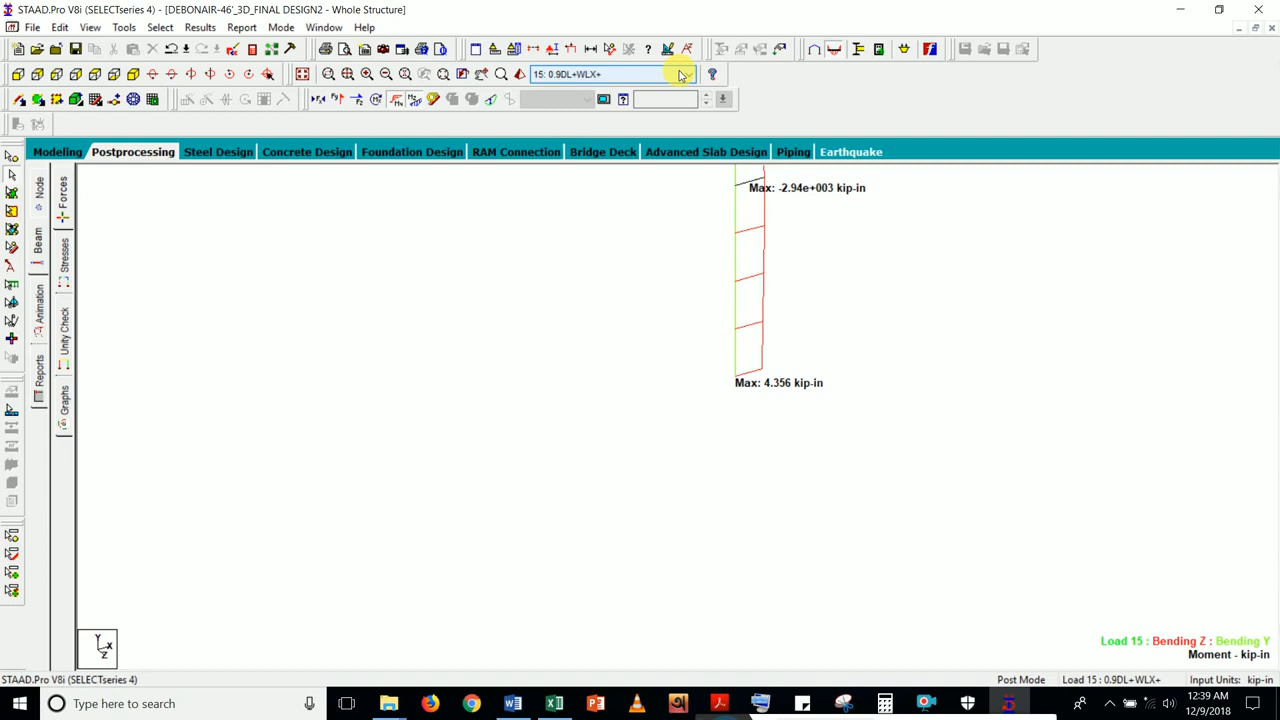 STAAD.Pro V8i (SELECTseries 4) - [DEBONAIR-46'_3D_FINAL DESIGN2 - Whole Structure]
File Edit View Tools Select Results Report Mode Window Help
15: 0.9DL+WLX+
Modeling Postprocessing Steel Design Concrete Design Foundation Design RAM Connection Bridge Deck Advanced Slab Design Piping Earthquake
Node
Beam
Animation
Reports
Forces
Stresses
Unity Check
Graphs
Max: -2.94e+003 kip-in
Max: 4.356 kip-in
Y
X
Z
Load 15 : Bending Z : Bending Y
Moment - kip-in
STAAD.Pro V8i (SELECTseries 4) Post Mode Load 15 : 0.9DL+WLX+ Input Units: kip-in
Type here to search
12:39 AM
12/9/2018